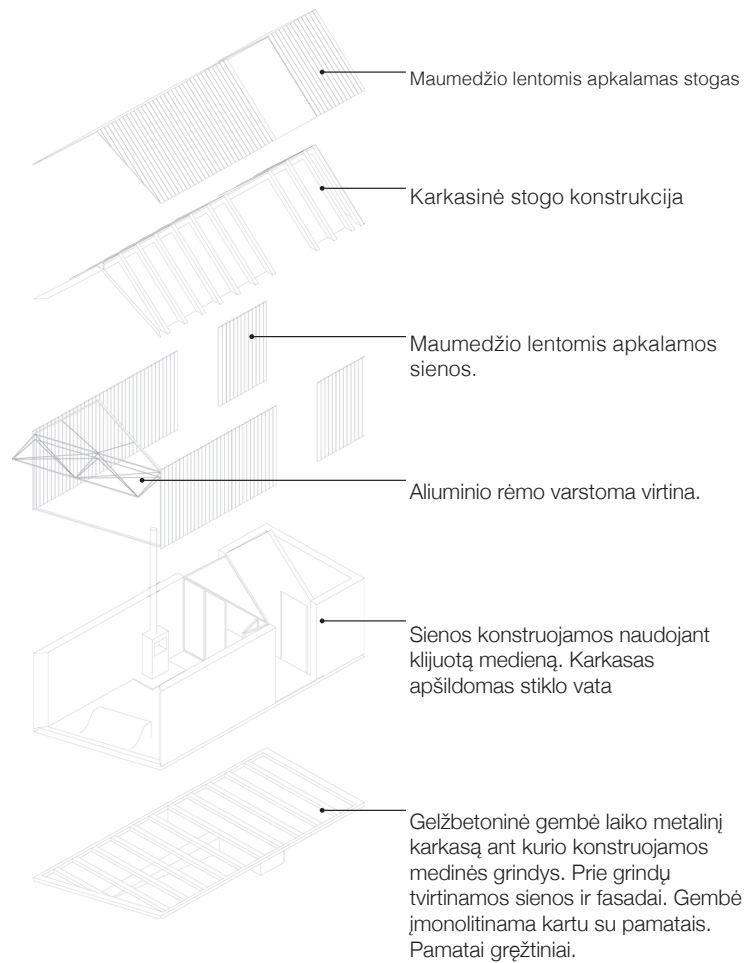 Maumedžio lentomis apkalamas stogas
Karkasinė stogo konstrukcija
Maumedžio lentomis apkalamos
sienos.
Aliuminio rėmo varstoma virtina.
Sienos konstruojamos naudojant
klijuotą medieną. Karkasas
apšildomas stiklo vata
Gelžbetoninė gembė laiko metalinį
karkasą ant kurio konstruojamos
medinės grindys. Prie grindų
tvirtinamos sienos ir fasadai. Gembė
įmonolitinama kartu su pamatais.
Pamatai gręžtiniai.